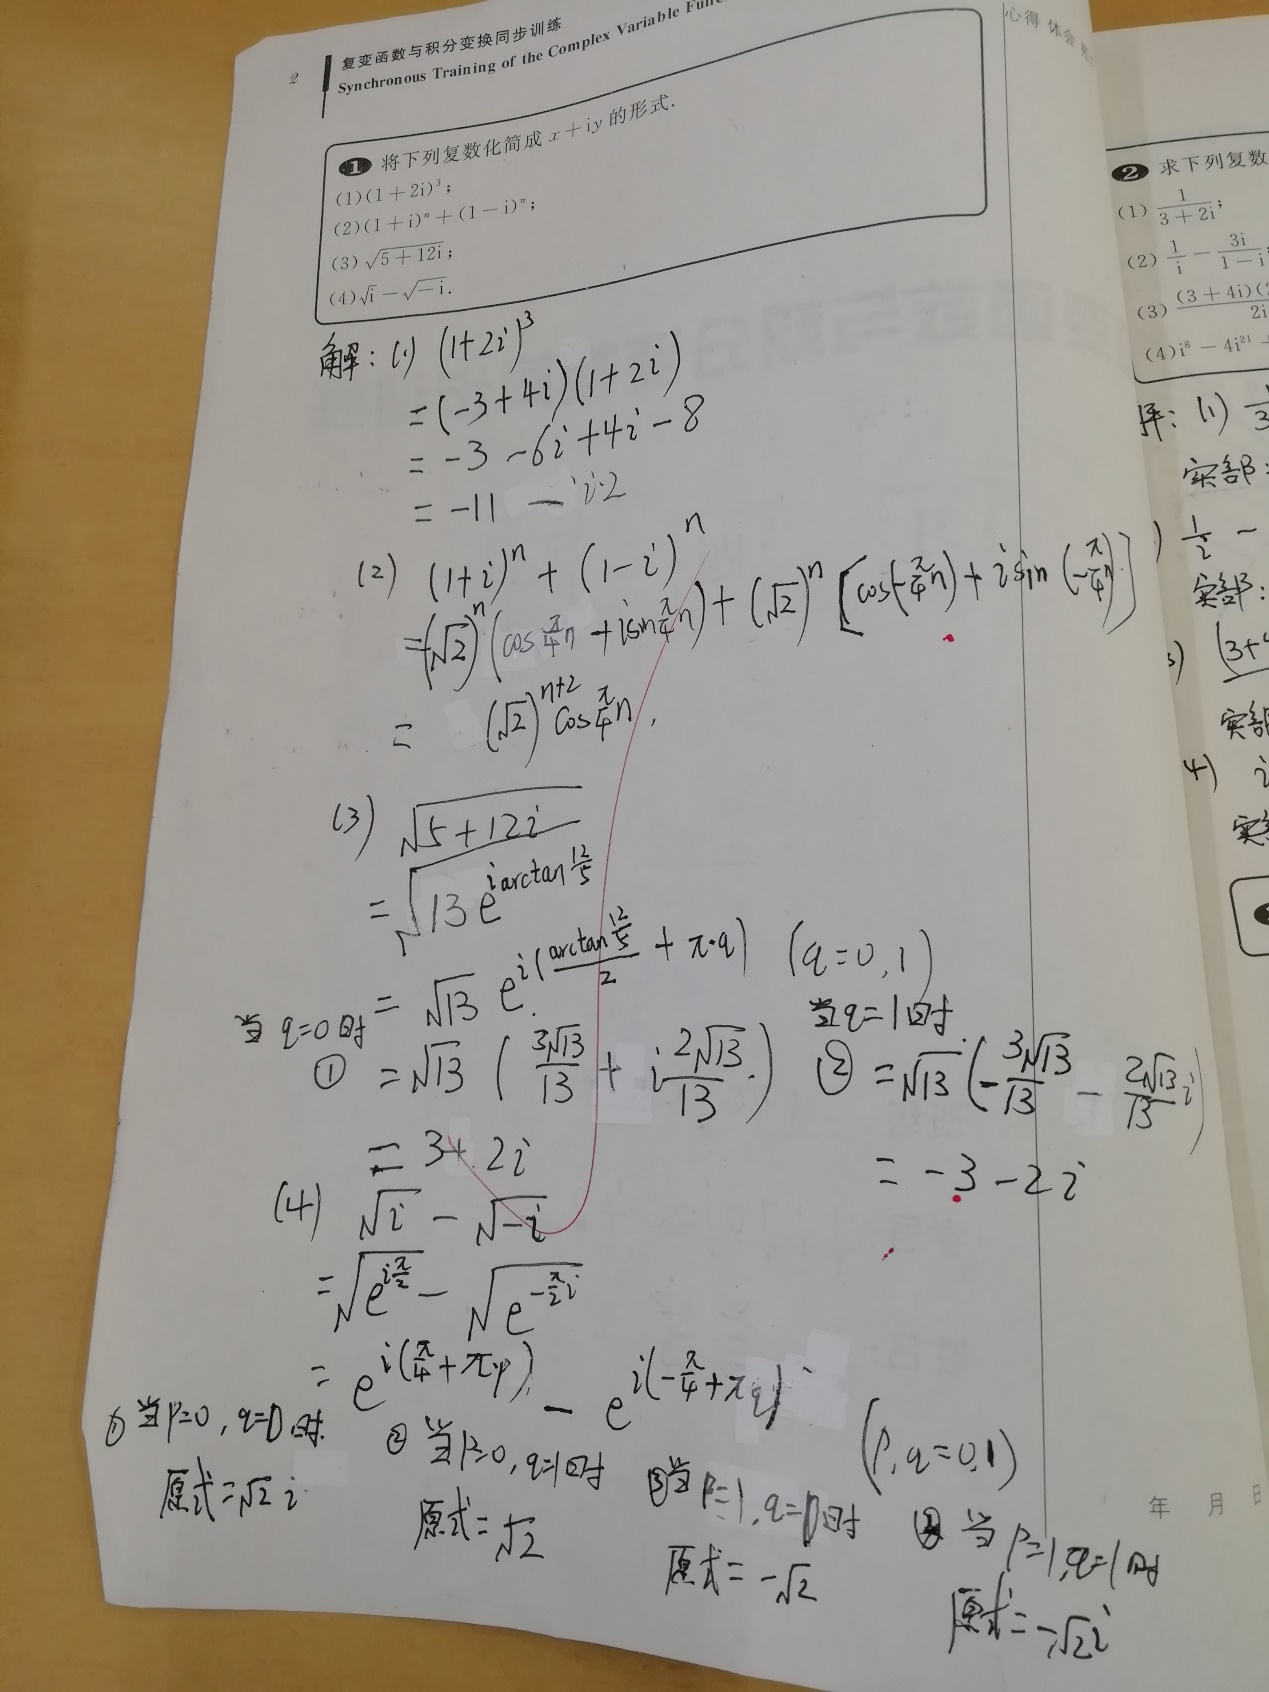 2
复变函数与积分变换同步训练
Synchronous Training of the Complex Variable
心得 体会
1 将下列复数化简成 x+iy 的形式.
(1)(1+2i)³;
(2)(1+i)ⁿ+(1-i)ⁿ;
(3)√(5+12i);
(4)√i-√(-i).
解: (1) (1+2i)³
=(-3+4i)(1+2i)
= -3 -6i+4i-8
= -11 - i·2
(2) (1+i)ⁿ + (1-i)ⁿ
=(√2)ⁿ(cos π/4 n + isin π/4 n)+(√2)ⁿ[cos(-π/4 n)+ isin(-π/4 n)]
= (√2)ⁿ⁺² cos π/4 n.
(3) √(5+12i)
= √(13e^(i arctan 12/5))
= √13 e^(i((arctan 12/5)/2 + π·q)) (q=0,1)
当 q=0时
① = √13 (3√13/13 + i 2√13/13)
= 3+2i
当q=1时
② =√13(-3√13/13 - 2√13/13 i)
= -3-2i
(4) √i - √(-i)
=√(e^(i π/2)) - √(e^(-π/2 i))
= e^(i(π/4+πp)) - e^(i(-π/4+πq))
(p,q=0,1)
① 当p=0,q=0时.
原式=√2 i
② 当p=0,q=1时
原式=√2
③当p=1,q=0时
原式= -√2
④ 当p=1,q=1时
原式=-√2i
年 月 日
2 求下列复数
(1) 1/(3+2i);
(2) 1/i - 3i/(1-i)
(3) (3+4i)(
2i
(4)i⁸-4i²¹
(1)
实部:
1/i -
实部:
(3+4
实部
4) i